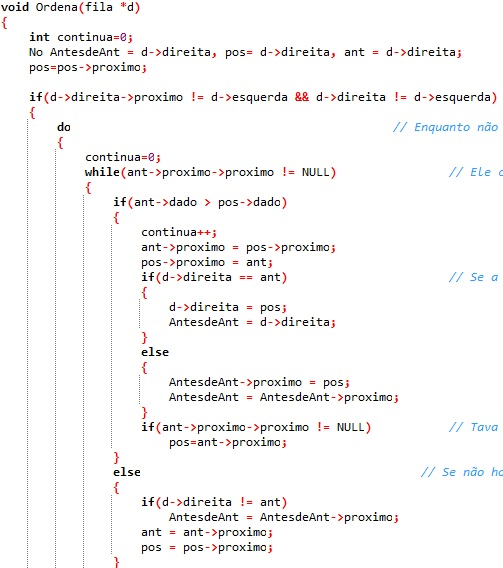 void Ordena(fila *d)
{
int continua=0;
No AntesdeAnt = d->direita, pos= d->direita, ant = d->direita;
pos=pos->proximo;
if(d->direita->proximo != d->esquerda && d->direita != d->esquerda)
{
do // Enquanto não
{
continua=0;
while(ant->proximo->proximo != NULL) // Ele
{
if(ant->dado > pos->dado)
{
continua++;
ant->proximo = pos->proximo;
pos->proximo = ant;
if(d->direita == ant) // Se a
{
d->direita = pos;
AntesdeAnt = d->direita;
}
else
{
AntesdeAnt->proximo = pos;
AntesdeAnt = AntesdeAnt->proximo;
}
if(ant->proximo->proximo != NULL) // Tava
pos=ant->proximo;
}
else // Se não
{
if(d->direita != ant)
AntesdeAnt = AntesdeAnt->proximo;
ant = ant->proximo;
pos = pos->proximo;
}